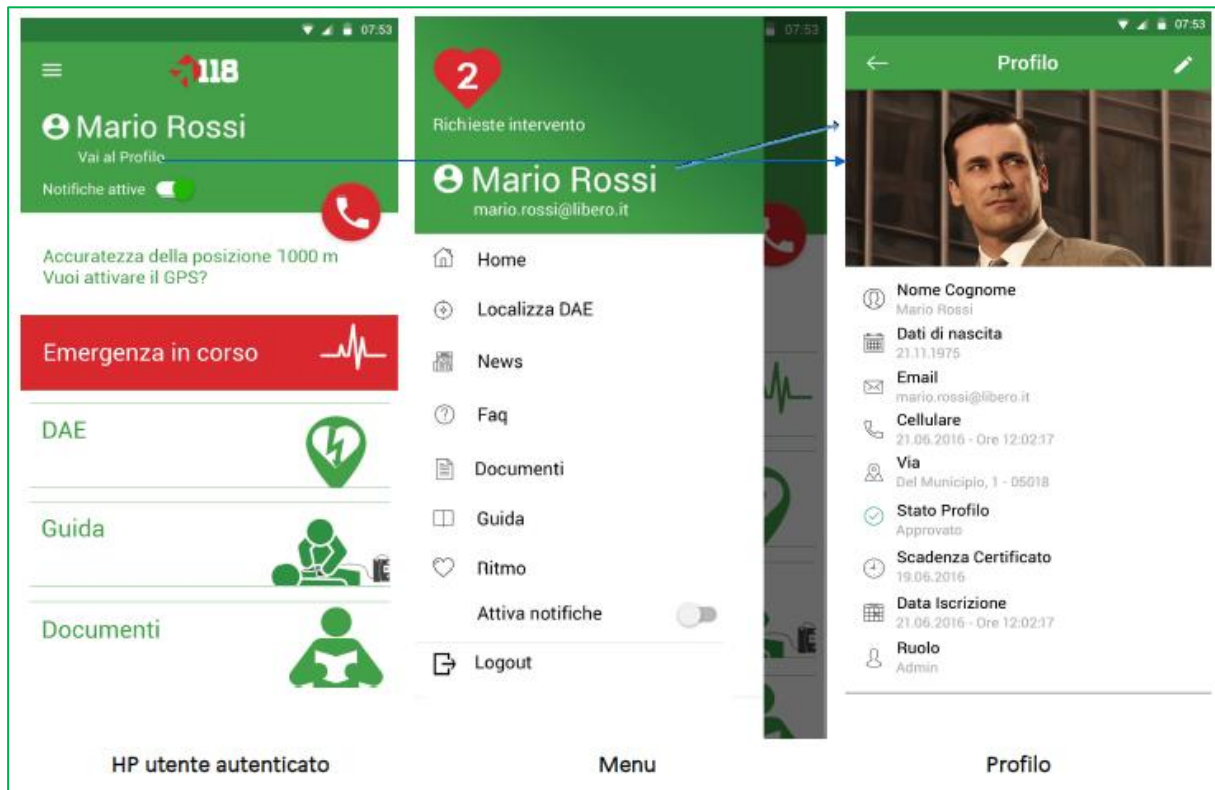 07:53
118
Mario Rossi
Vai al Profilo
Notifiche attive
Accuratezza della posizione 1000 m
Vuoi attivare il GPS?
Emergenza in corso
DAE
Guida
Documenti
HP utente autenticato
07:53
2
Richieste intervento
Mario Rossi
mario.rossi@libero.it
Home
Localizza DAE
News
Faq
Documenti
Guida
Ritmo
Attiva notifiche
Logout
Menu
07:53
Profilo
Nome Cognome
Mario Rossi
Dati di nascita
21.11.1975
Email
mario.rossi@libero.it
Cellulare
21.06.2016 - Ore 12:02:17
Via
Del Municipio, 1 - 05018
Stato Profilo
Approvato
Scadenza Certificato
19.06.2016
Data Iscrizione
21.06.2016 - Ore 12:02:17
Ruolo
Admin
Profilo